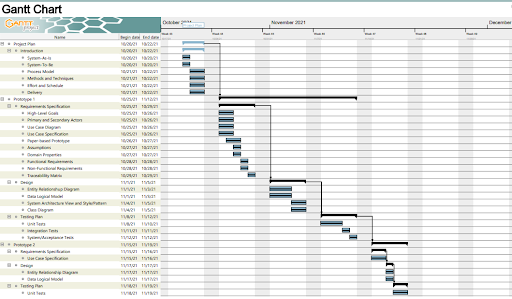 Gantt Chart
GANTT
project
October 2021
November 2021
December
Project Plan
Name Begin date End date
Project Plan 10/20/21 10/22/21
Introduction 10/20/21 10/22/21
System-As-Is 10/20/21 10/20/21
System-To-Be 10/20/21 10/20/21
Process Model 10/21/21 10/22/21
Methods and Techniques 10/21/21 10/22/21
Effort and Schedule 10/21/21 10/22/21
Delivery 10/21/21 10/22/21
Prototype 1 10/25/21 11/12/21
Requirements Specification 10/25/21 10/29/21
High-Level Goals 10/25/21 10/26/21
Primary and Secondary Actors 10/25/21 10/26/21
Use Case Diagram 10/25/21 10/26/21
Use Case Specification 10/25/21 10/26/21
Paper-based Prototype 10/26/21 10/27/21
Assumptions 10/27/21 10/27/21
Domain Properties 10/27/21 10/27/21
Functional Requirements 10/28/21 10/28/21
Non-Functional Requirements 10/28/21 10/28/21
Traceability Matrix 10/29/21 10/29/21
Design 11/1/21 11/5/21
Entity Relationship Diagram 11/1/21 11/3/21
Data Logical Model 11/1/21 11/3/21
System Architecture View and Style/Pattern 11/4/21 11/5/21
Class Diagram 11/4/21 11/5/21
Testing Plan 11/8/21 11/12/21
Unit Tests 11/8/21 11/10/21
Integration Tests 11/11/21 11/11/21
System/Acceptance Tests 11/12/21 11/12/21
Prototype 2 11/15/21 11/19/21
Requirements Specification 11/15/21 11/16/21
Use Case Specification 11/15/21 11/16/21
Design 11/17/21 11/17/21
Entity Relationship Diagram 11/17/21 11/17/21
Data Logical Model 11/17/21 11/17/21
Testing Plan 11/18/21 11/19/21
Unit Tests 11/18/21 11/19/21